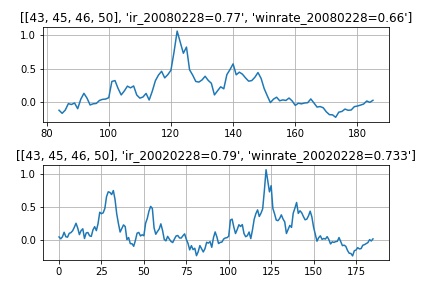 [[43, 45, 46, 50], 'ir_20080228=0.77', 'winrate_20080228=0.66']
1.0
0.5
0.0
80 100 120 140 160 180
[[43, 45, 46, 50], 'ir_20020228=0.79', 'winrate_20020228=0.733']
1.0
0.5
0.0
0 25 50 75 100 125 150 175